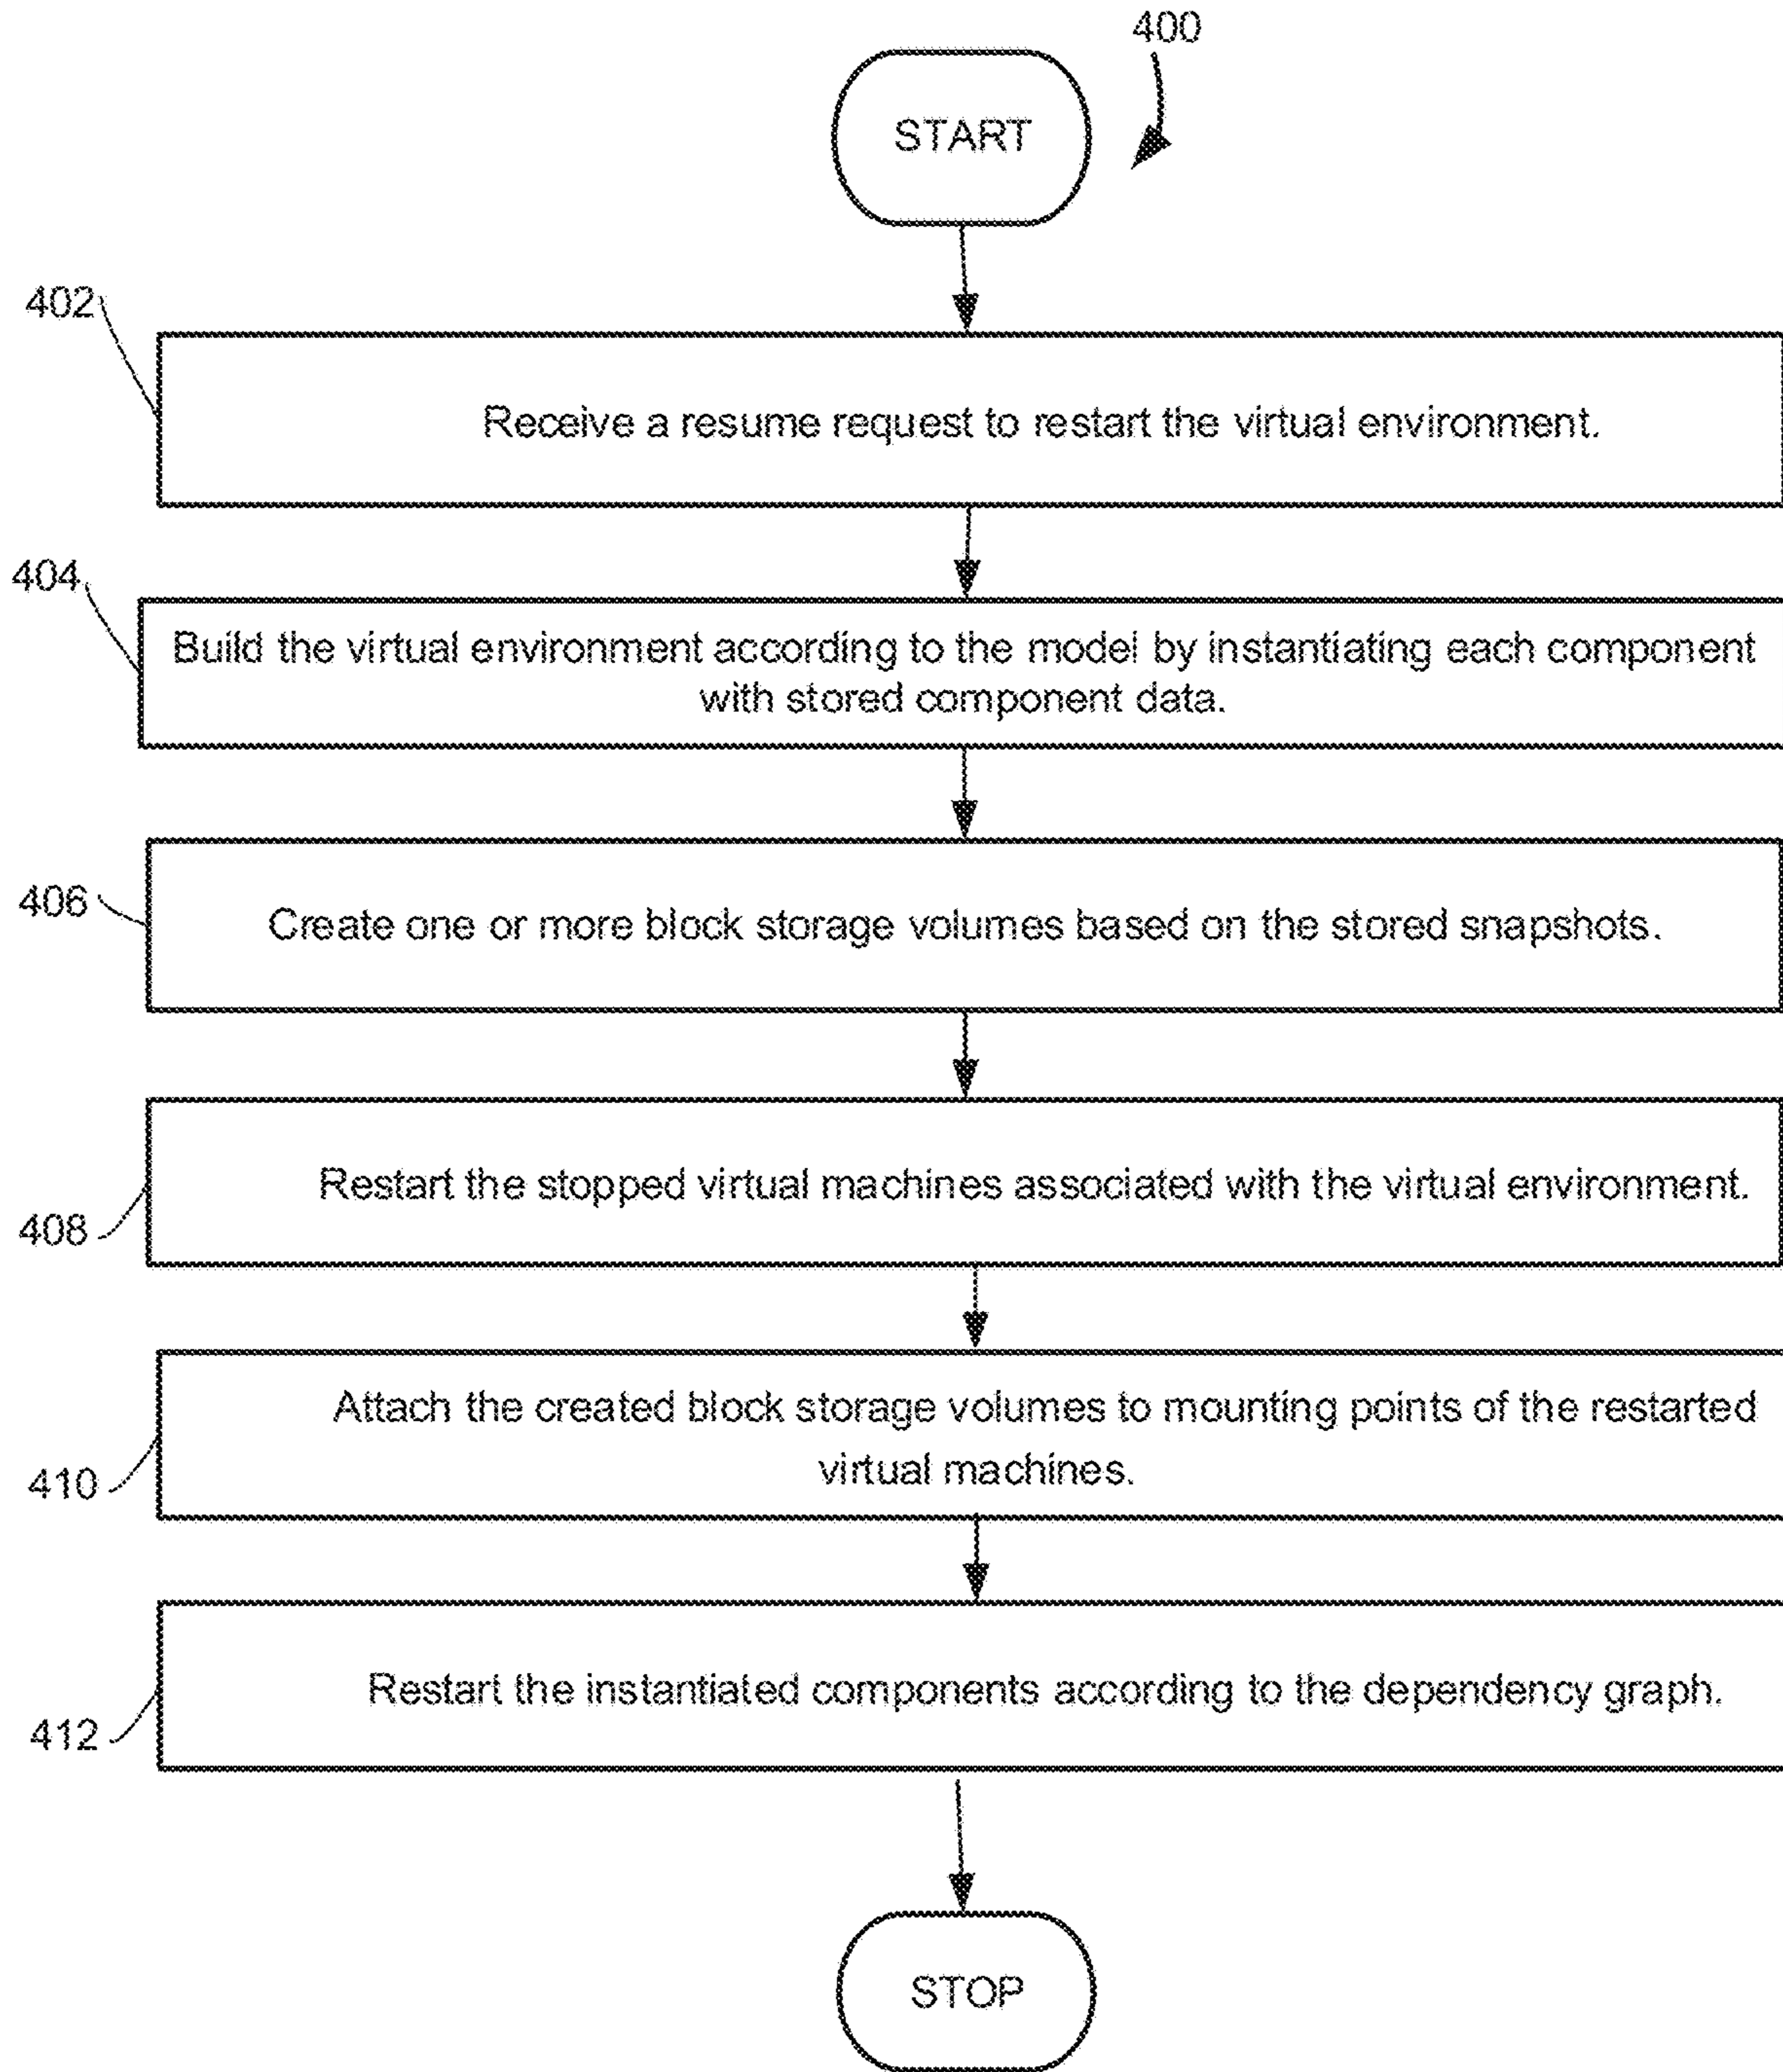 400
START
402
Receive a resume request to restart the virtual environment.
404
Build the virtual environment according to the model by instantiating each component
with stored component data.
406
Create one or more block storage volumes based on the stored snapshots.
408
Restart the stopped virtual machines associated with the virtual environment.
410
Attach the created block storage volumes to mounting points of the restarted
virtual machines.
412
Restart the instantiated components according to the dependency graph.
STOP